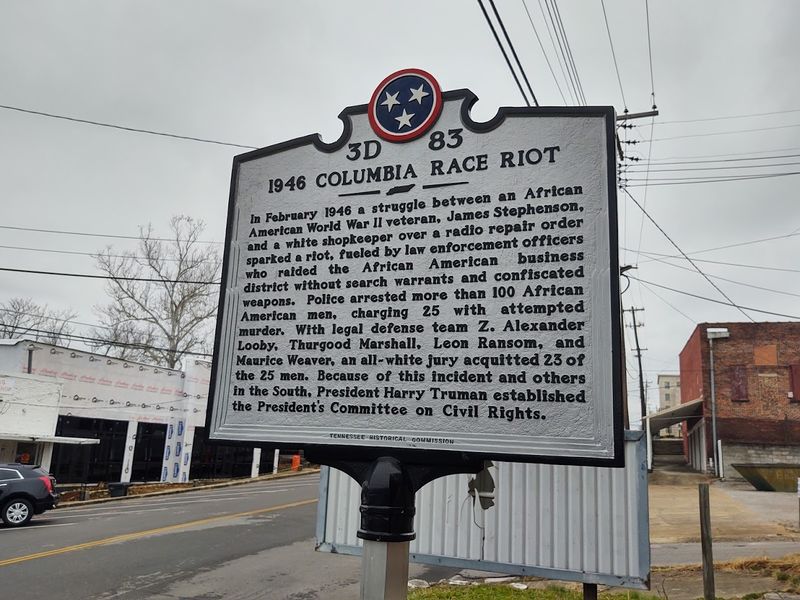 3D 83
1946 COLUMBIA RACE RIOT
In February 1946 a struggle between an African
American World War II veteran, James Stephenson,
and a white shopkeeper over a radio repair order
sparked a riot, fueled by law enforcement officers
who raided the African American business
district without search warrants and confiscated
weapons. Police arrested more than 100 African
American men, charging 25 with attempted
murder. With legal defense team Z. Alexander
Looby, Thurgood Marshall, Leon Ransom, and
Maurice Weaver, an all-white jury acquitted 23 of
the 25 men. Because of this incident and others
in the South, President Harry Truman established
the President's Committee on Civil Rights.
TENNESSEE HISTORICAL COMMISSION